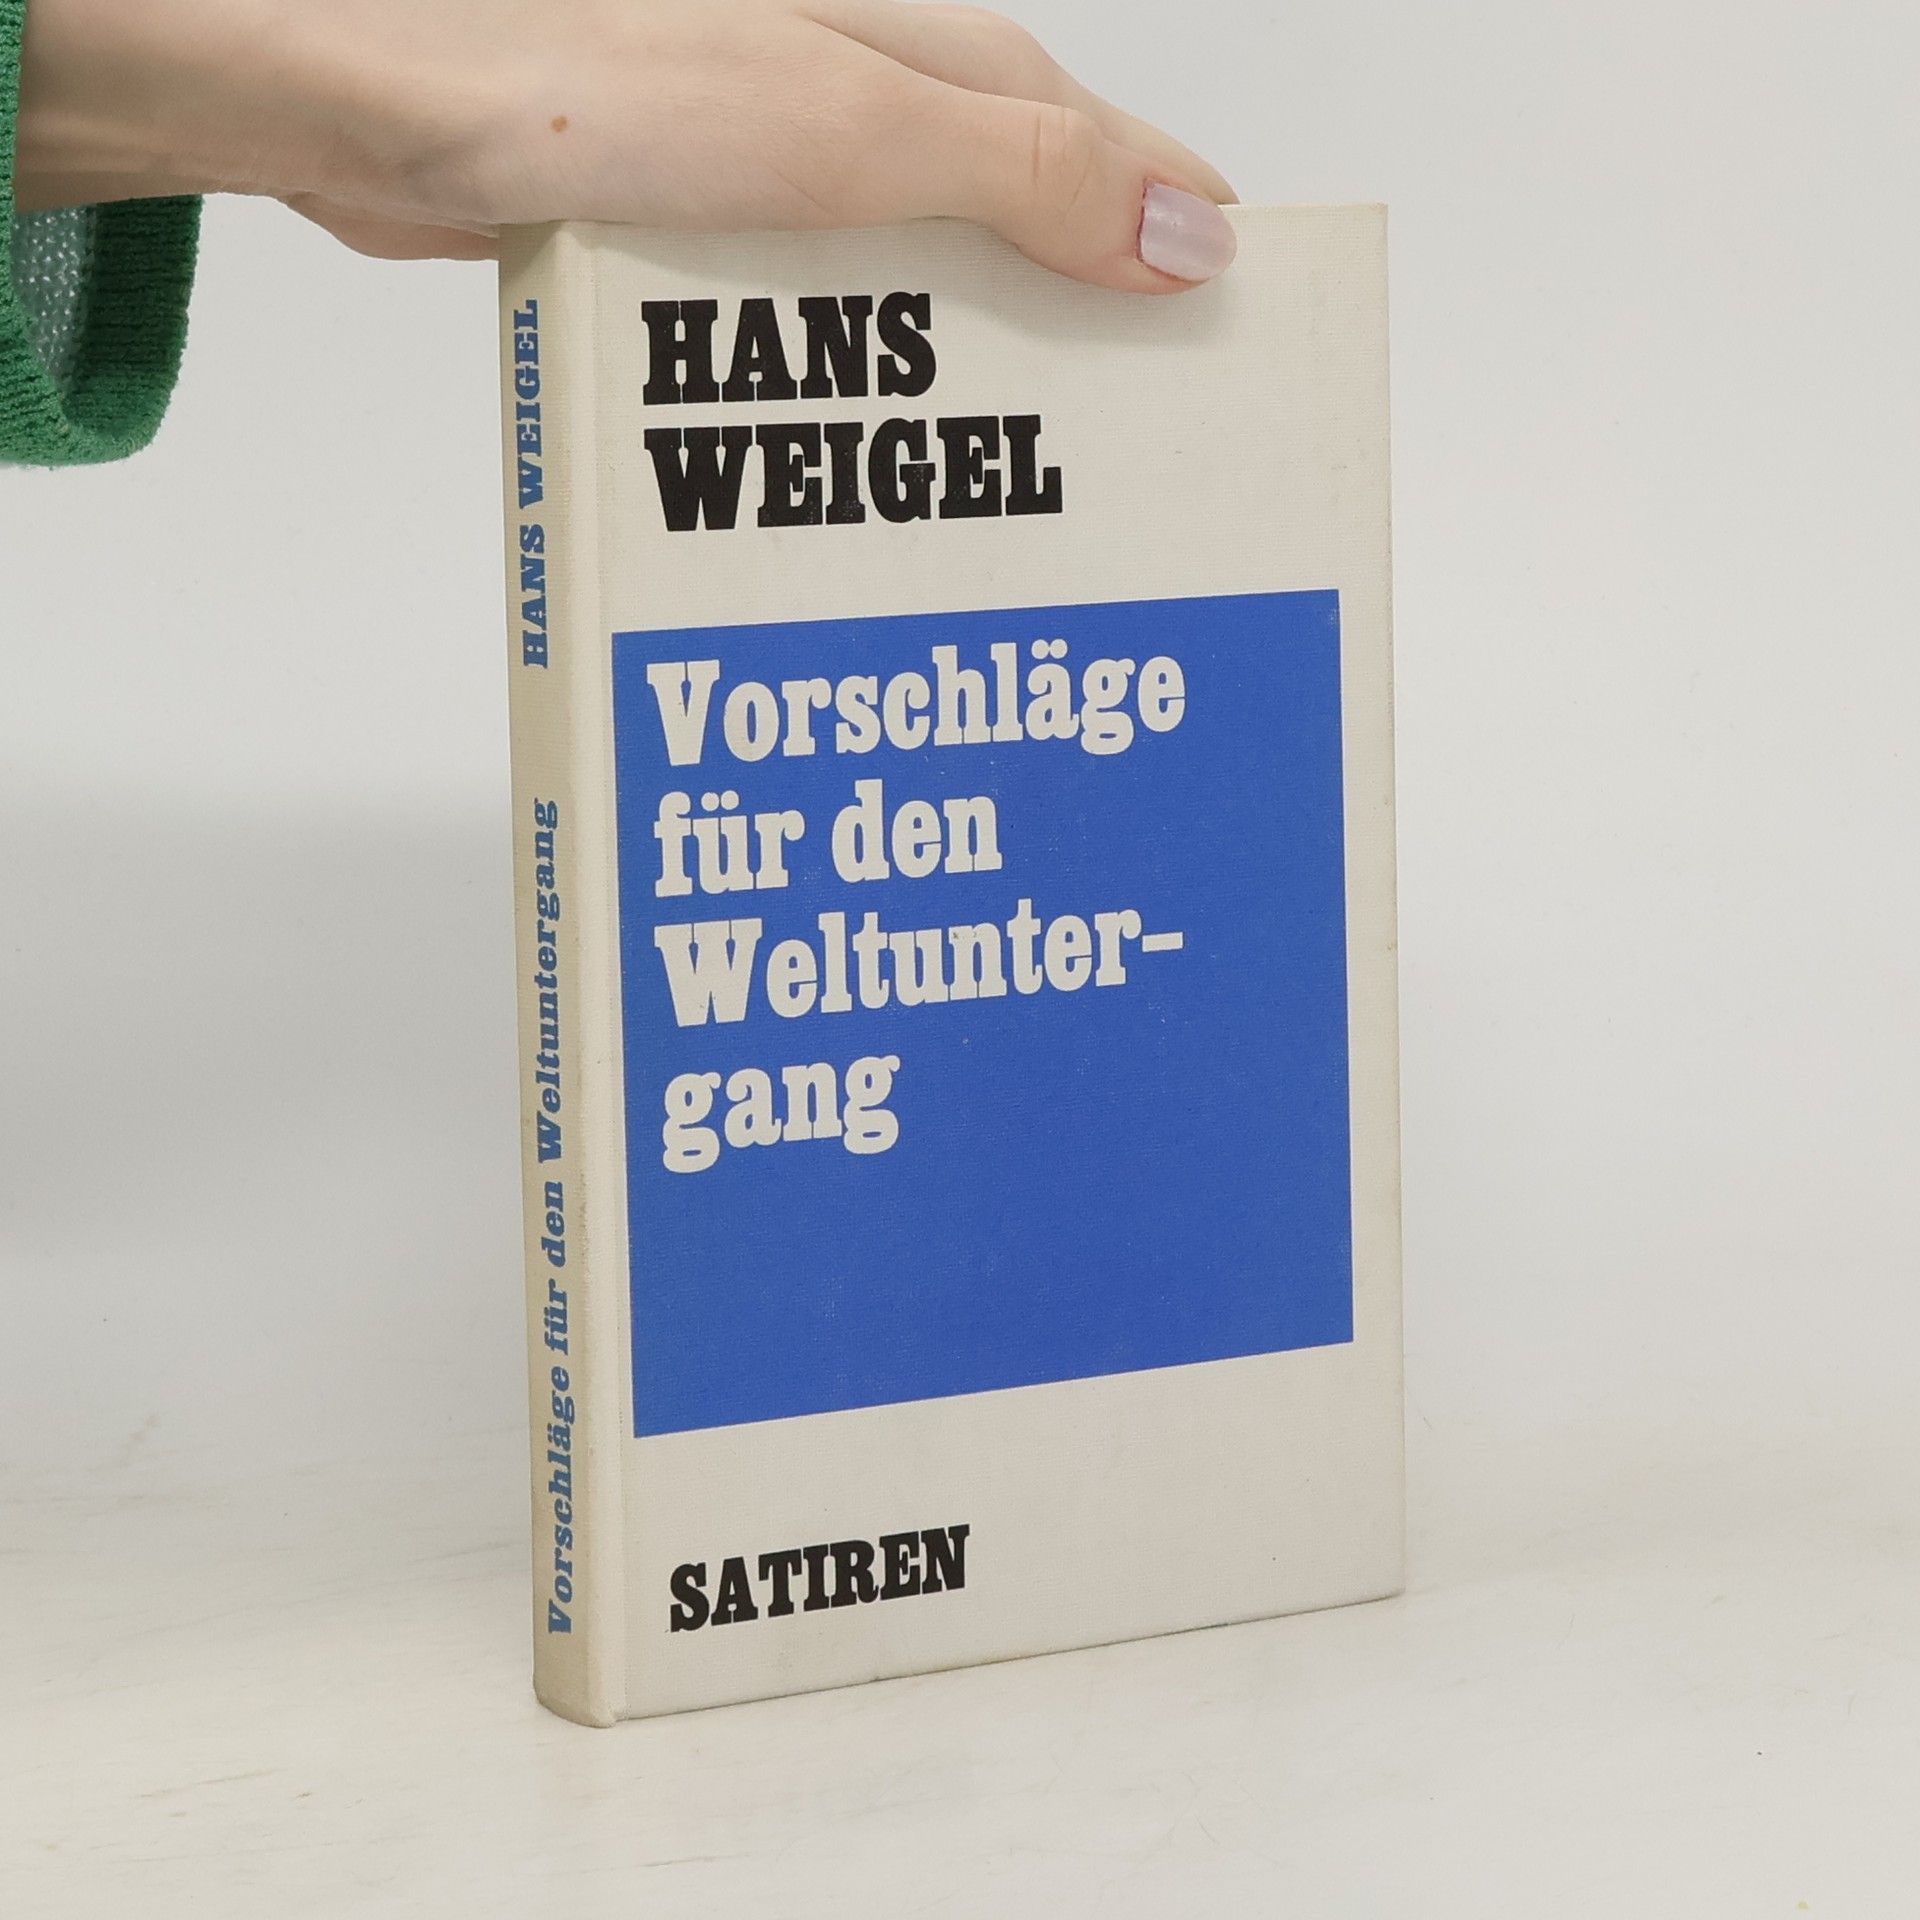 HANS
WEIGEL
Vorschläge
für den
Weltunter-
gang
SATIREN
Vorschläge für den Weltuntergang HANS WEIGEL